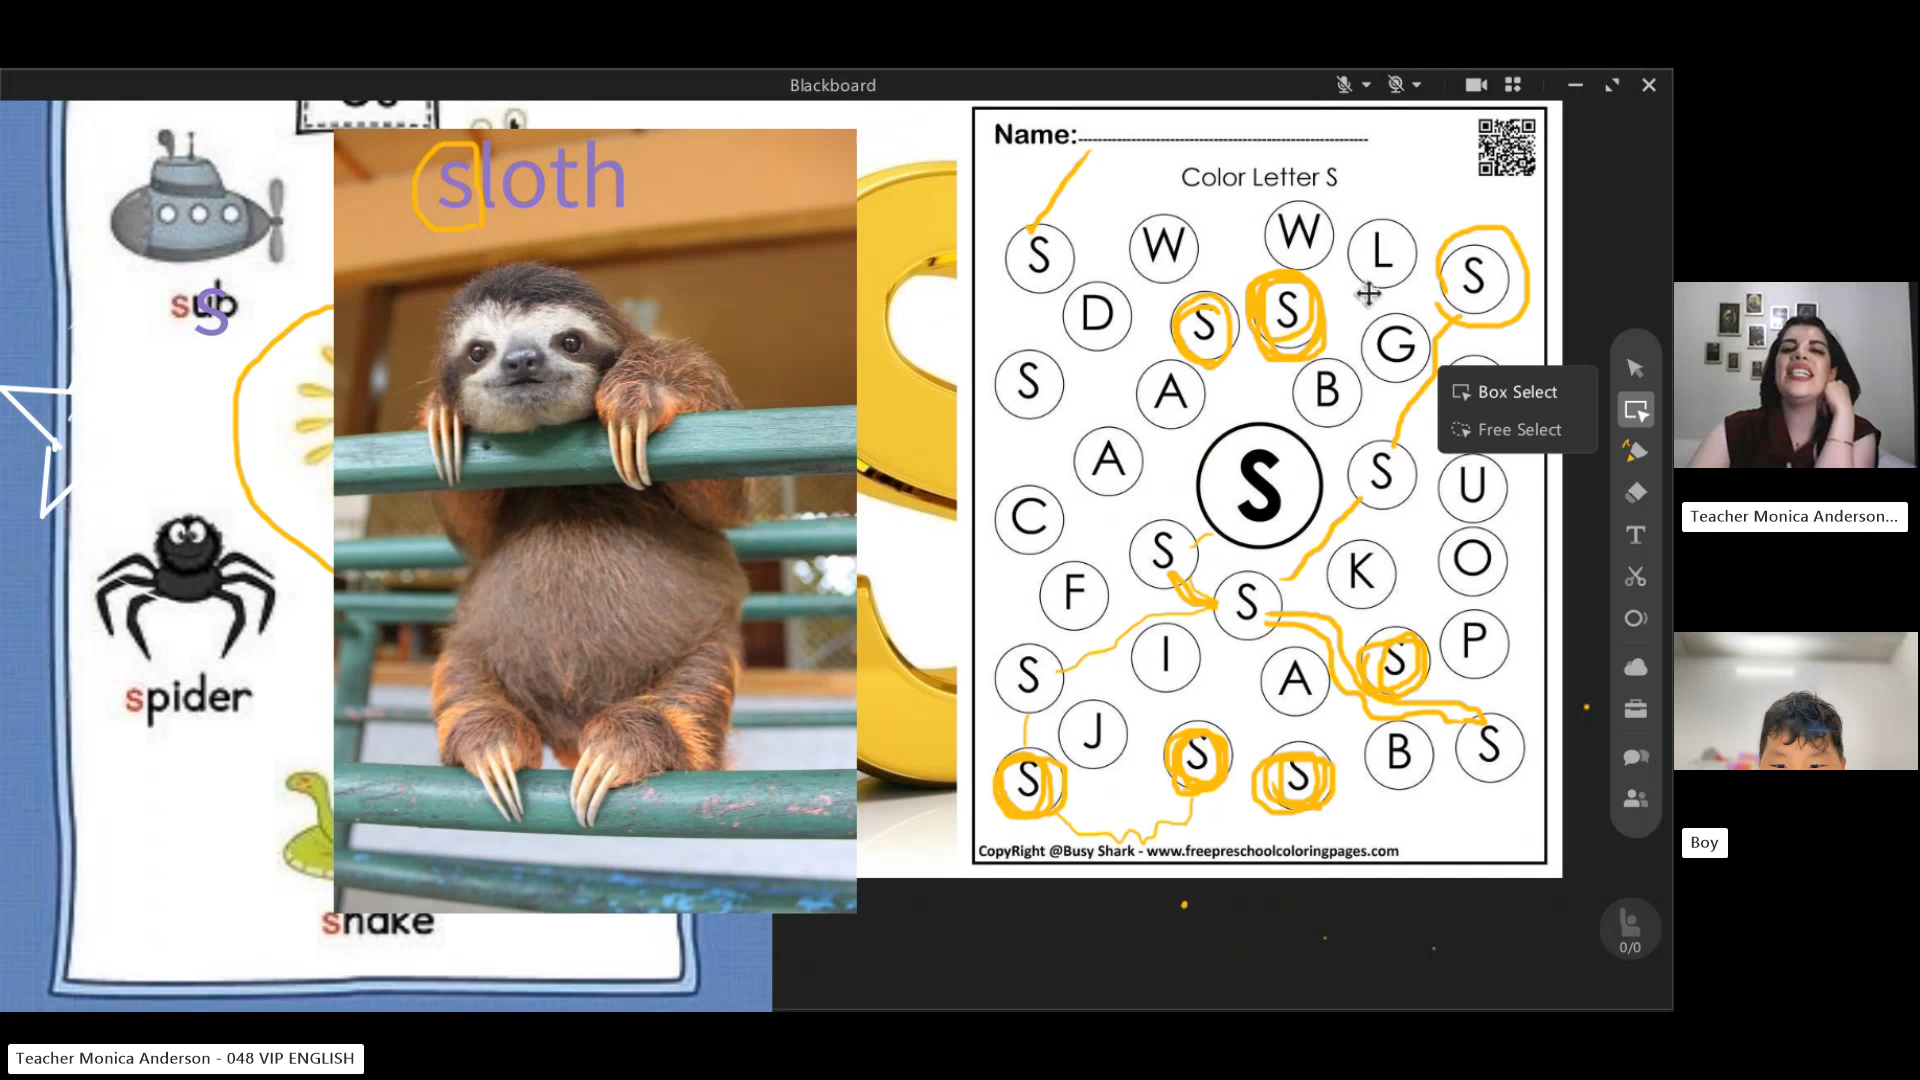 Blackboard
sloth
sub
S
spider
snake
Name:
Color Letter S
S
W
W
L
S
D
S
S
G
S
A
B
A
S
S
U
C
S
K
O
F
S
I
A
S
P
S
J
S
S
S
B
S
CopyRight @Busy Shark - www.freepreschoolcoloringpages.com
Box Select
Free Select
T
0/0
Teacher Monica Anderson...
Boy
Teacher Monica Anderson - 048 VIP ENGLISH